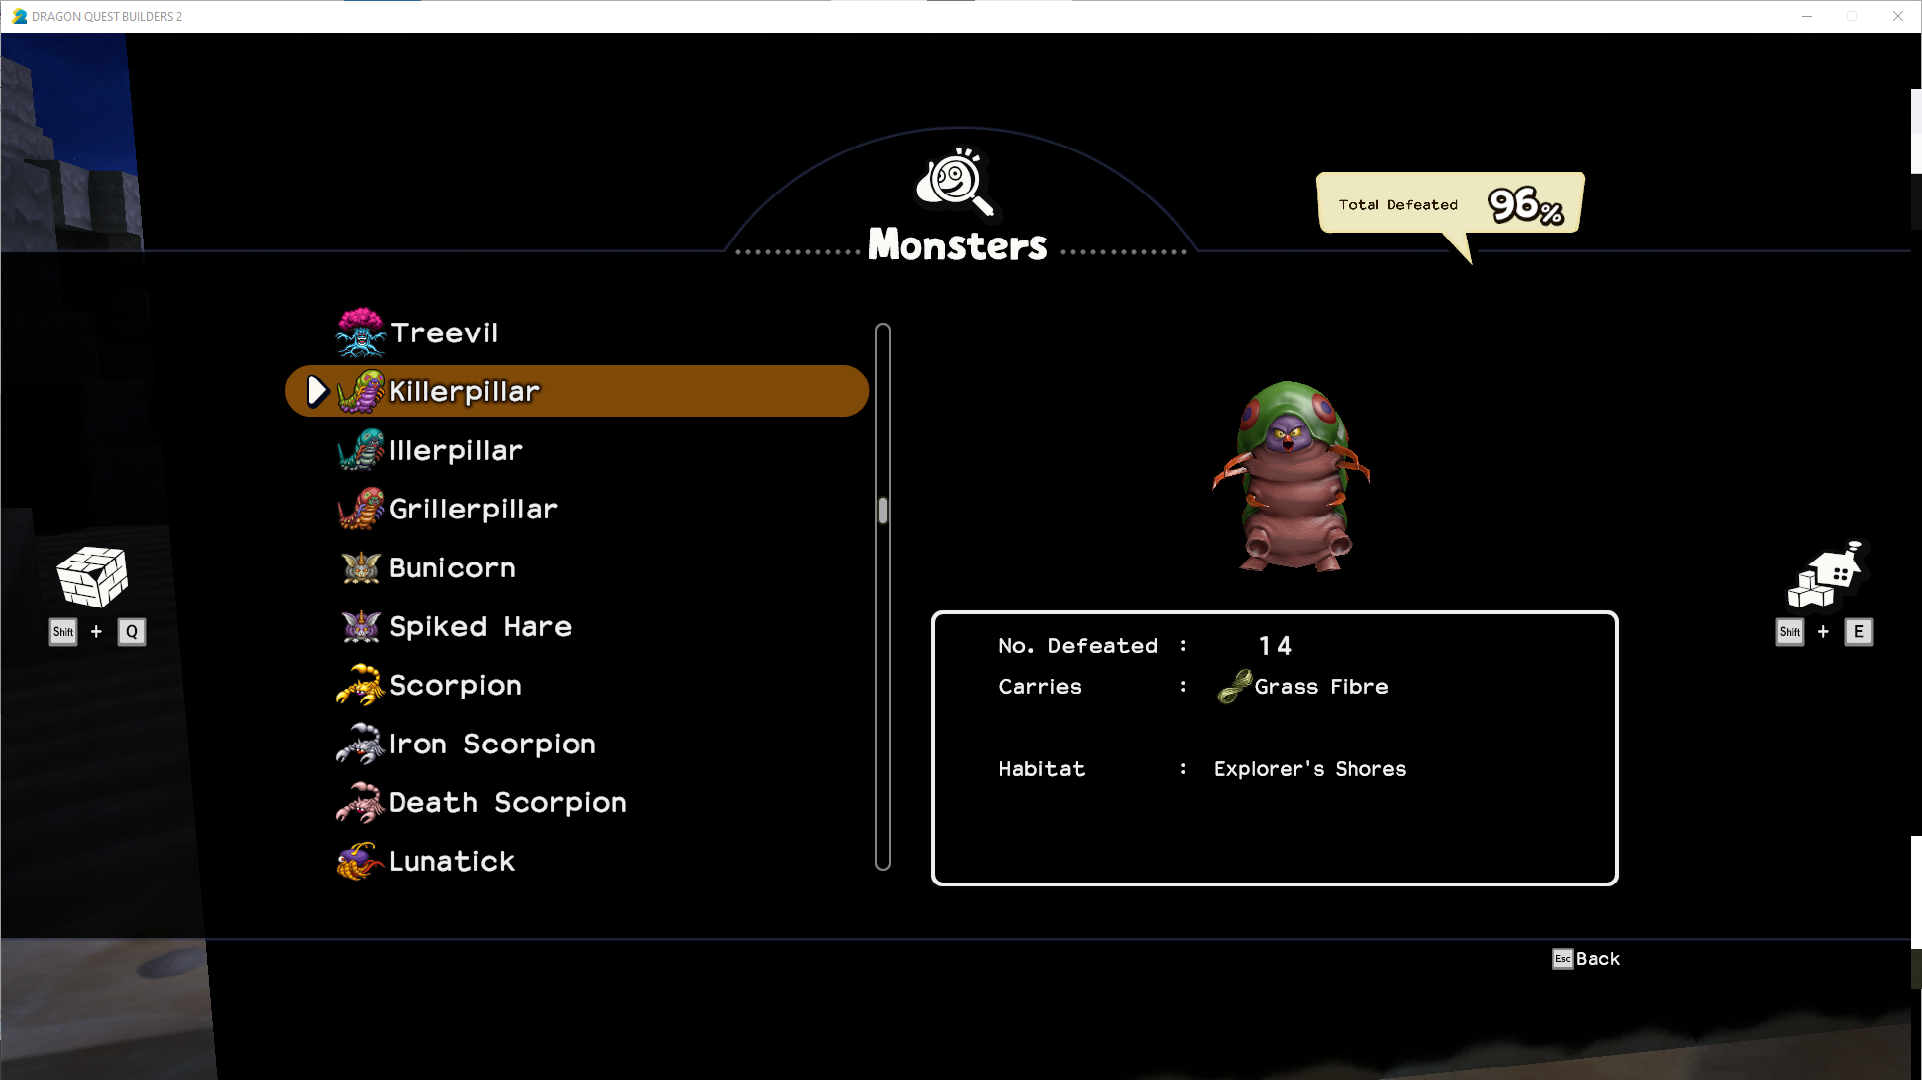 DRAGON QUEST BUILDERS 2
Monsters
Total Defeated 96%
Treevil
Killerpillar
Illerpillar
Grillerpillar
Bunicorn
Spiked Hare
Scorpion
Iron Scorpion
Death Scorpion
Lunatick
No. Defeated : 14
Carries : Grass Fibre
Habitat : Explorer's Shores
Shift + Q
Shift + E
Esc Back